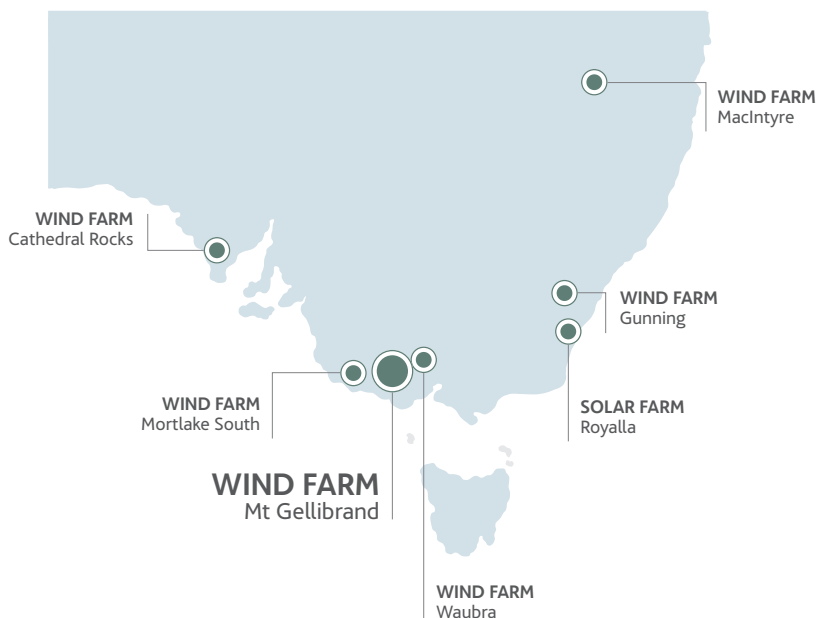 WIND FARM
MacIntyre
WIND FARM
Cathedral Rocks
WIND FARM
Gunning
WIND FARM
Mortlake South
SOLAR FARM
Royalla
WIND FARM
Mt Gellibrand
WIND FARM
Waubra